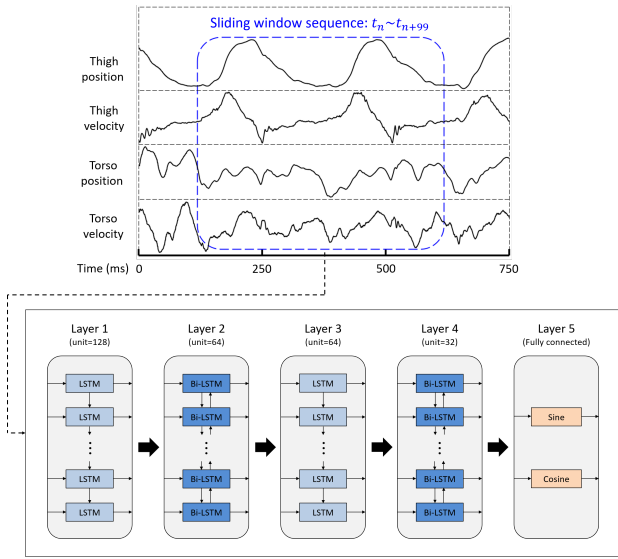 Sliding window sequence: tₙ~tₙ₊₉₉
Thigh
position
Thigh
velocity
Torso
position
Torso
velocity
Time (ms)
0
250
500
750
Layer 1
(unit=128)
LSTM
LSTM
LSTM
LSTM
Layer 2
(unit=64)
Bi-LSTM
Bi-LSTM
Bi-LSTM
Bi-LSTM
Layer 3
(unit=64)
LSTM
LSTM
LSTM
LSTM
Layer 4
(unit=32)
Bi-LSTM
Bi-LSTM
Bi-LSTM
Bi-LSTM
Layer 5
(Fully connected)
Sine
Cosine